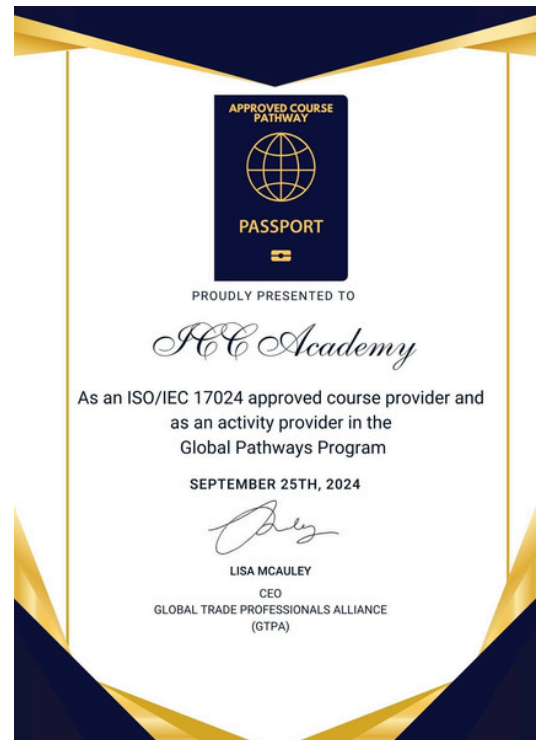 APPROVED COURSE
PATHWAY
PASSPORT
PROUDLY PRESENTED TO
ICC Academy
As an ISO/IEC 17024 approved course provider and
as an activity provider in the
Global Pathways Program
SEPTEMBER 25TH, 2024
LISA MCAULEY
CEO
GLOBAL TRADE PROFESSIONALS ALLIANCE
(GTPA)